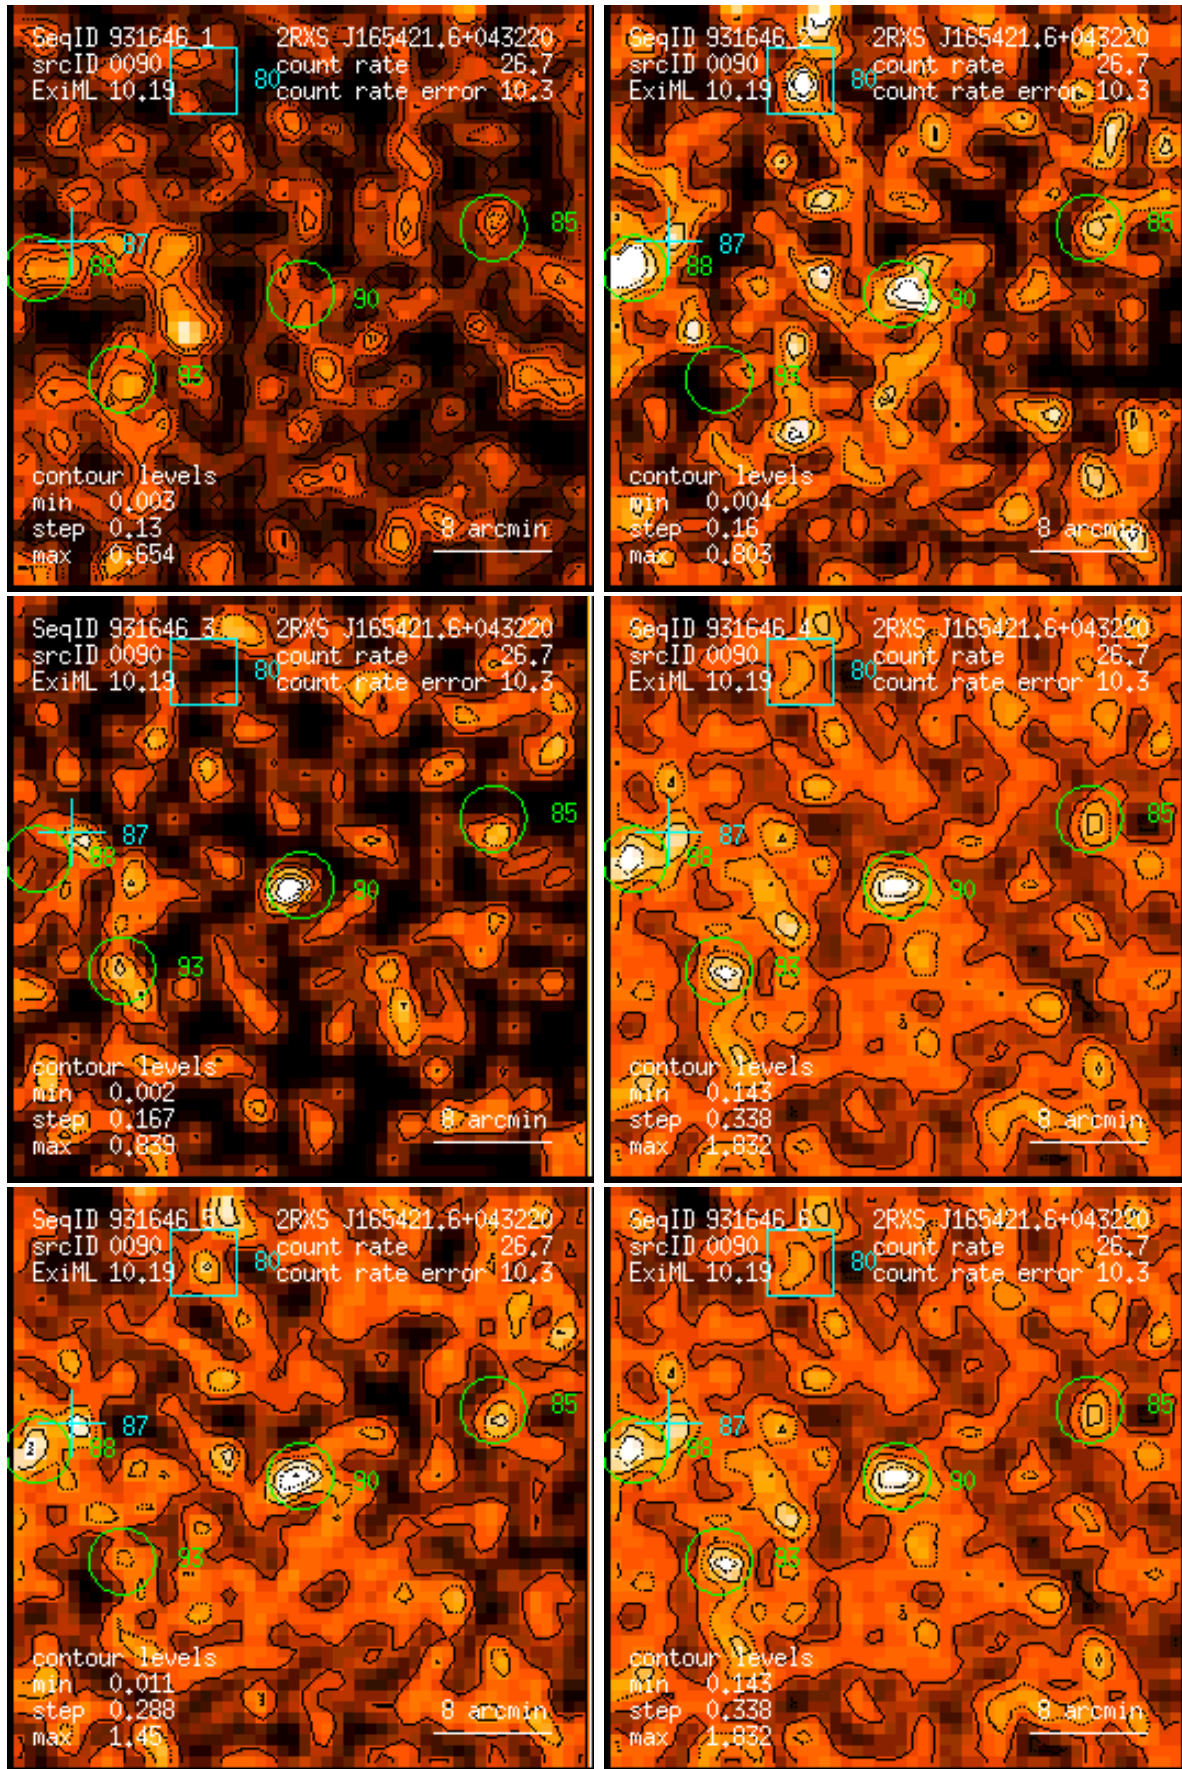 SeqID 931646_1 2RXS J165421.6+043220
srcID 0090 80 count rate 26.7
ExiML 10.19 count rate error 10.3
85
87
88
90
93
contour levels
min 0.003
step 0.13 8 arcmin
max 0.654
SeqID 931646_2 2RXS J165421.6+043220
srcID 0090 80 count rate 26.7
ExiML 10.19 count rate error 10.3
85
87
88
90
93
contour levels
min 0.004
step 0.16 8 arcmin
max 0.803
SeqID 931646_3 2RXS J165421.6+043220
srcID 0090 80 count rate 26.7
ExiML 10.19 count rate error 10.3
85
87
88
90
93
contour levels
min 0.002
step 0.167 8 arcmin
max 0.839
SeqID 931646_4 2RXS J165421.6+043220
srcID 0090 80 count rate 26.7
ExiML 10.19 count rate error 10.3
85
87
88
90
93
contour levels
min 0.143
step 0.338 8 arcmin
max 1.832
SeqID 931646_5 2RXS J165421.6+043220
srcID 0090 80 count rate 26.7
ExiML 10.19 count rate error 10.3
85
87
88
90
93
contour levels
min 0.011
step 0.288 8 arcmin
max 1.45
SeqID 931646_6 2RXS J165421.6+043220
srcID 0090 80 count rate 26.7
ExiML 10.19 count rate error 10.3
85
87
88
90
93
contour levels
min 0.143
step 0.338 8 arcmin
max 1.832